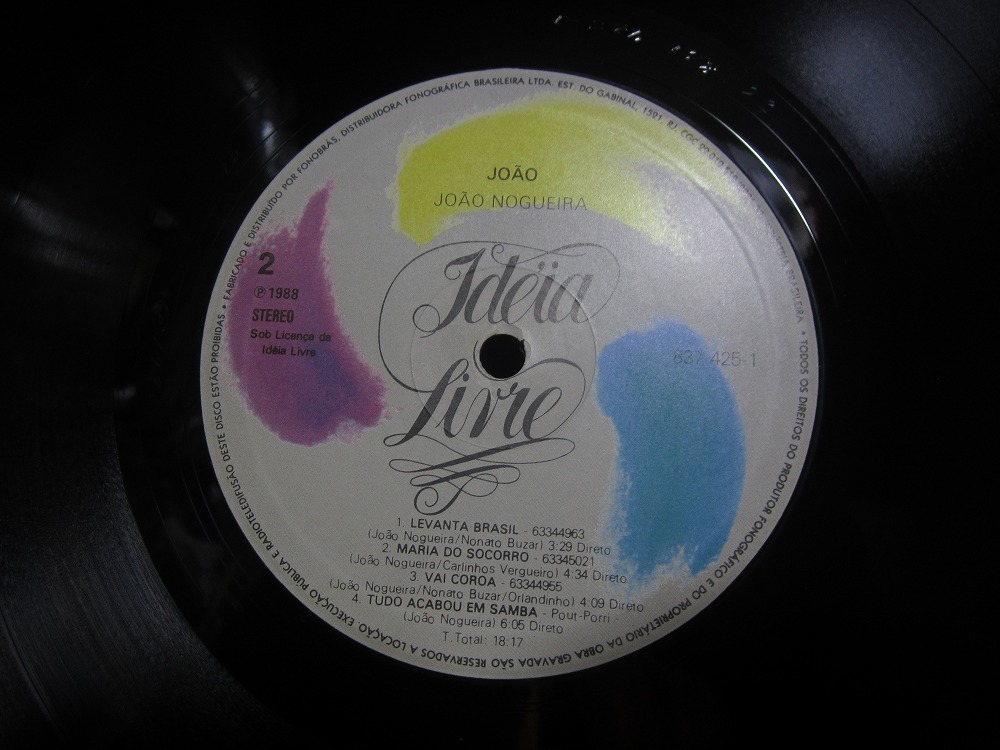 JOÃO
JOÃO NOGUEIRA
Idéia
Livre
2
℗ 1988
STEREO
Sob Licença da
Idéia Livre
837 425-1
1. LEVANTA BRASIL - 63344963
(João Nogueira/Nonato Buzar) 3:29 Direto
2. MARIA DO SOCORRO - 63345021
(João Nogueira/Carlinhos Vergueiro) 4:34 Direto
3. VAI COROA - 63344955
(João Nogueira/Nonato Buzar/Orlandinho) 4:09 Direto
4. TUDO ACABOU EM SAMBA - Pout-Porri -
(João Nogueira) 6:05 Direto
T.Total: 18:17
• FABRICADO E DISTRIBUÍDO POR FONOBRÁS, DISTRIBUIDORA FONOGRÁFICA BRASILEIRA LTDA. EST. DO GABINAL, 1591, RJ. CGC BRASILEIRA • TODOS OS DIREITOS DO PRODUTOR FONOGRÁFICO E DO PROPRIETÁRIO DA OBRA GRAVADA SÃO RESERVADOS A LOCAÇÃO, EXECUÇÃO PÚBLICA E RADIOTELEDIFUSÃO DESTE DISCO ESTÃO PROIBIDAS